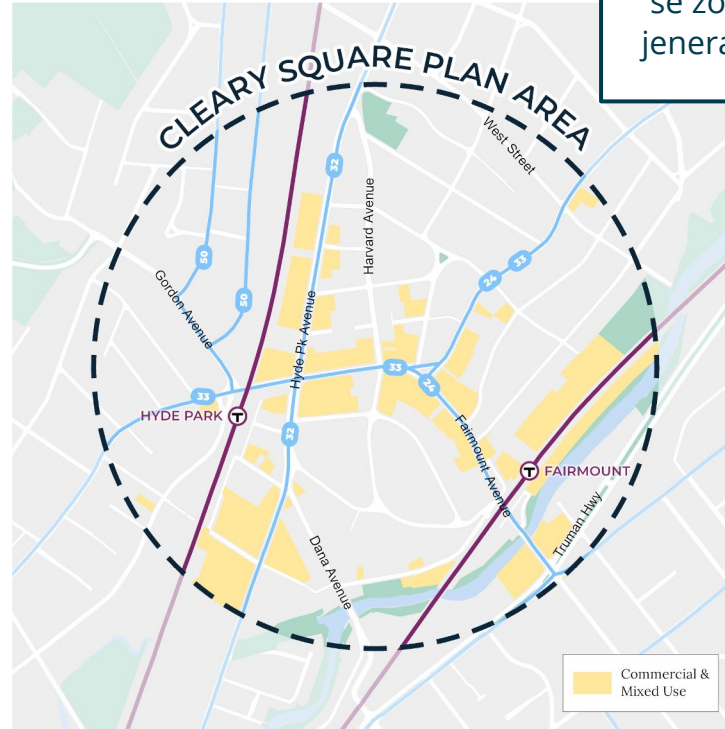 se zo
jenera
CLEARY SQUARE PLAN AREA
West Street
32
Harvard Avenue
50
33
24
50
Gordon Avenue
Hyde Pk Avenue
33
24
33
HYDE PARK
T
32
Fairmount Avenue
T
FAIRMOUNT
Truman Hwy
Dana Avenue
Commercial &
Mixed Use